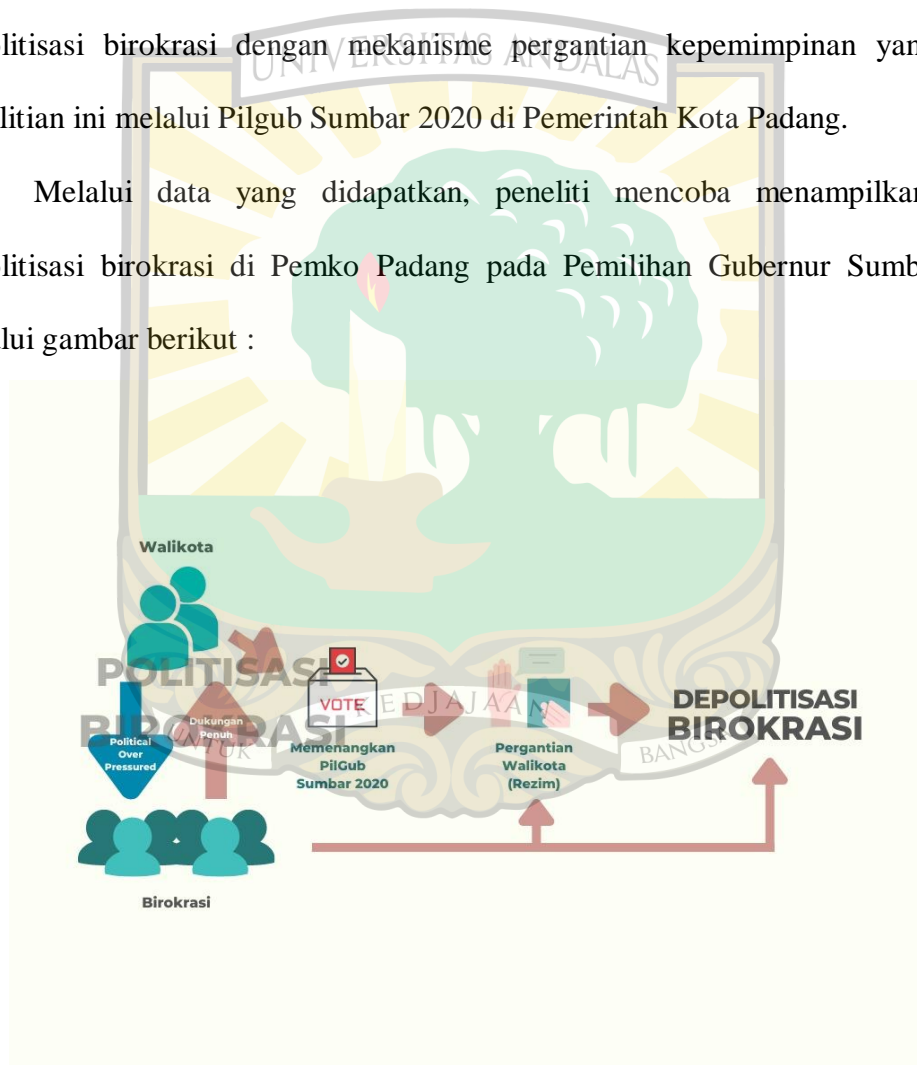 litisasi birokrasi dengan mekanisme pergantian kepemimpinan yan
UNIVERSITAS ANDALAS
litian ini melalui Pilgub Sumbar 2020 di Pemerintah Kota Padang.
Melalui data yang didapatkan, peneliti mencoba menampilkan
litisasi birokrasi di Pemko Padang pada Pemilihan Gubernur Sumb
lui gambar berikut :
Walikota
POLITISASI
BIROKRASI
Political
Over
Pressured
Dukungan
Penuh
VOTE
Memenangkan
PilGub
Sumbar 2020
Pergantian
Walikota
(Rezim)
DEPOLITISASI
BIROKRASI
UNTUK KEDJAJAAN BANGSA
Birokrasi